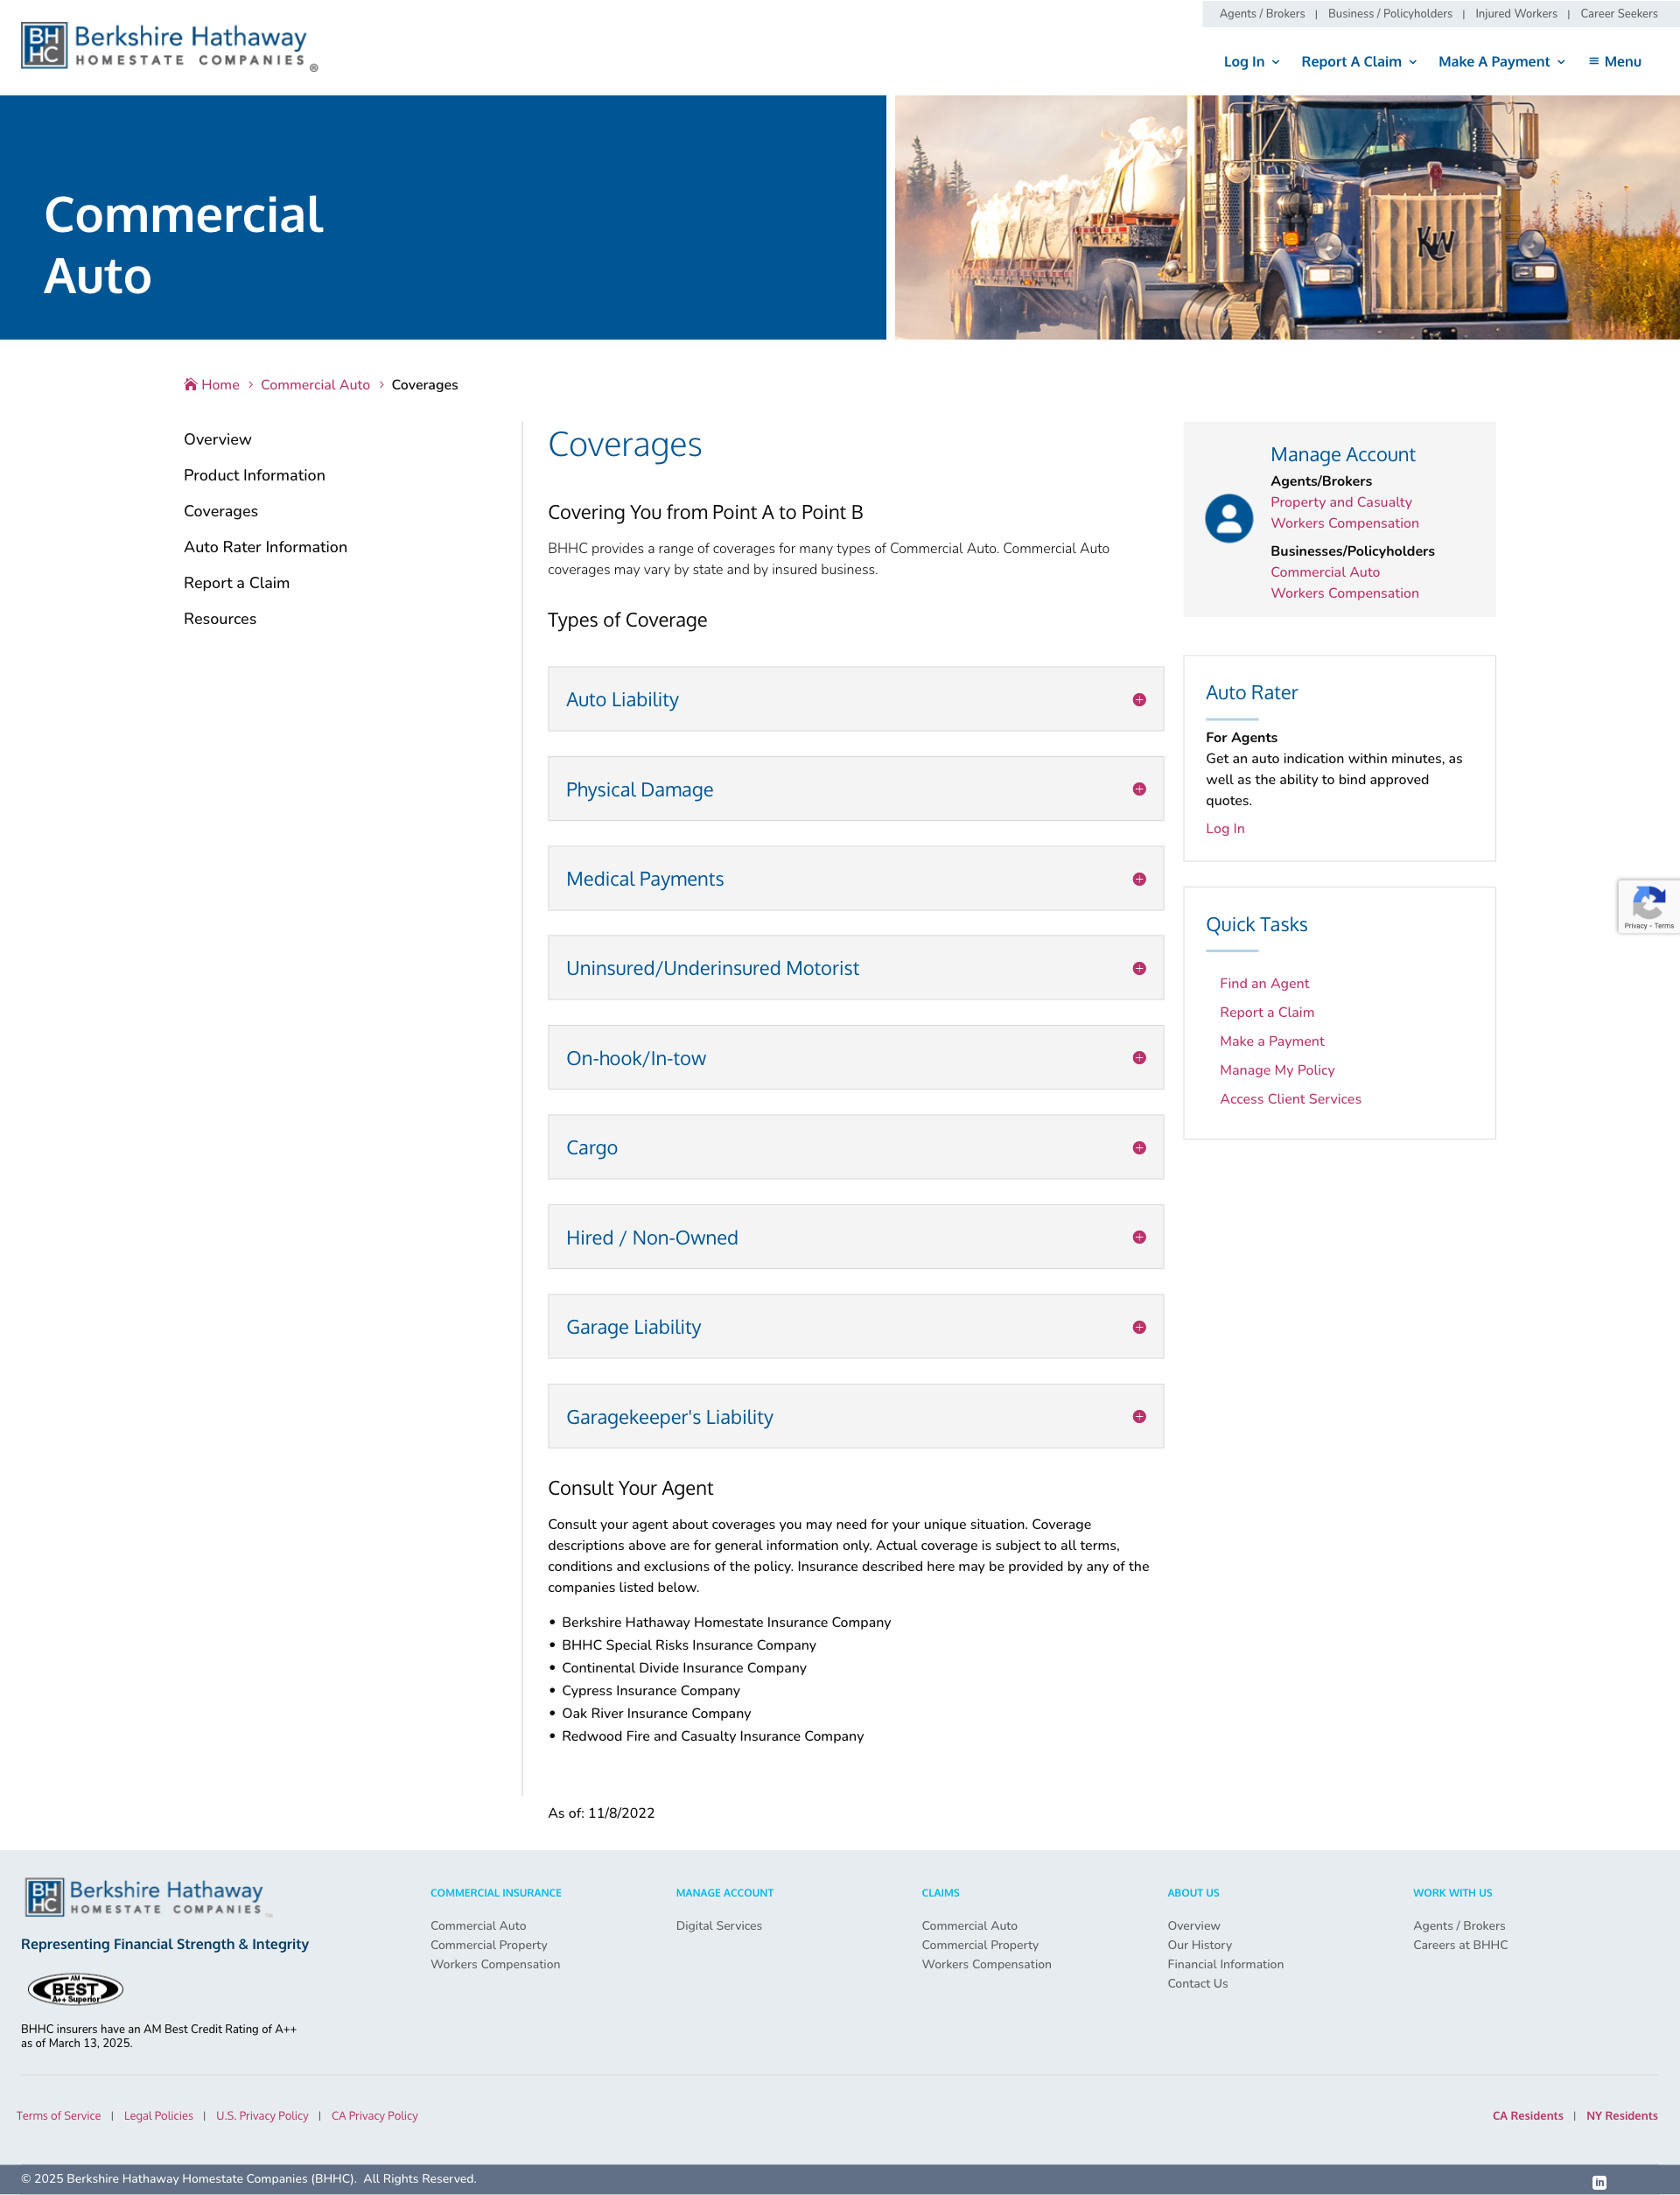 Agents / Brokers | Business / Policyholders | Injured Workers | Career Seekers
BH
HC
Berkshire Hathaway
HOMESTATE COMPANIES®
Log In
Report A Claim
Make A Payment
Menu
Commercial
Auto
KW
Home > Commercial Auto > Coverages
Overview
Product Information
Coverages
Auto Rater Information
Report a Claim
Resources
Coverages
Covering You from Point A to Point B
BHHC provides a range of coverages for many types of Commercial Auto. Commercial Auto
coverages may vary by state and by insured business.
Types of Coverage
Auto Liability
Physical Damage
Medical Payments
Uninsured/Underinsured Motorist
On-hook/In-tow
Cargo
Hired / Non-Owned
Garage Liability
Garagekeeper's Liability
Consult Your Agent
Consult your agent about coverages you may need for your unique situation. Coverage
descriptions above are for general information only. Actual coverage is subject to all terms,
conditions and exclusions of the policy. Insurance described here may be provided by any of the
companies listed below.
• Berkshire Hathaway Homestate Insurance Company
• BHHC Special Risks Insurance Company
• Continental Divide Insurance Company
• Cypress Insurance Company
• Oak River Insurance Company
• Redwood Fire and Casualty Insurance Company
As of: 11/8/2022
Manage Account
Agents/Brokers
Property and Casualty
Workers Compensation
Businesses/Policyholders
Commercial Auto
Workers Compensation
Auto Rater
For Agents
Get an auto indication within minutes, as
well as the ability to bind approved
quotes.
Log In
Quick Tasks
Find an Agent
Report a Claim
Make a Payment
Manage My Policy
Access Client Services
Privacy - Terms
BH
HC
Berkshire Hathaway
HOMESTATE COMPANIES™
Representing Financial Strength & Integrity
AM
BEST
A++ Superior
BHHC insurers have an AM Best Credit Rating of A++
as of March 13, 2025.
COMMERCIAL INSURANCE
Commercial Auto
Commercial Property
Workers Compensation
MANAGE ACCOUNT
Digital Services
CLAIMS
Commercial Auto
Commercial Property
Workers Compensation
ABOUT US
Overview
Our History
Financial Information
Contact Us
WORK WITH US
Agents / Brokers
Careers at BHHC
Terms of Service | Legal Policies | U.S. Privacy Policy | CA Privacy Policy
CA Residents | NY Residents
© 2025 Berkshire Hathaway Homestate Companies (BHHC). All Rights Reserved.
in